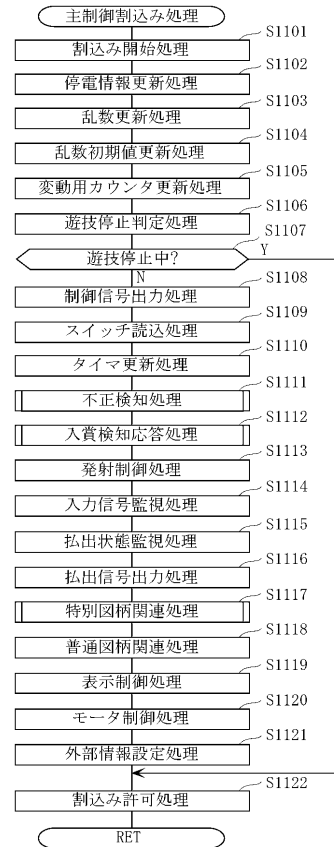 主制御割込み処理
S1101
割込み開始処理
S1102
停電情報更新処理
S1103
乱数更新処理
S1104
乱数初期値更新処理
S1105
変動用カウンタ更新処理
S1106
遊技停止判定処理
S1107
遊技停止中?
Y
N
S1108
制御信号出力処理
S1109
スイッチ読込処理
S1110
タイマ更新処理
S1111
不正検知処理
S1112
入賞検知応答処理
S1113
発射制御処理
S1114
入力信号監視処理
S1115
払出状態監視処理
S1116
払出信号出力処理
S1117
特別図柄関連処理
S1118
普通図柄関連処理
S1119
表示制御処理
S1120
モータ制御処理
S1121
外部情報設定処理
S1122
割込み許可処理
RET